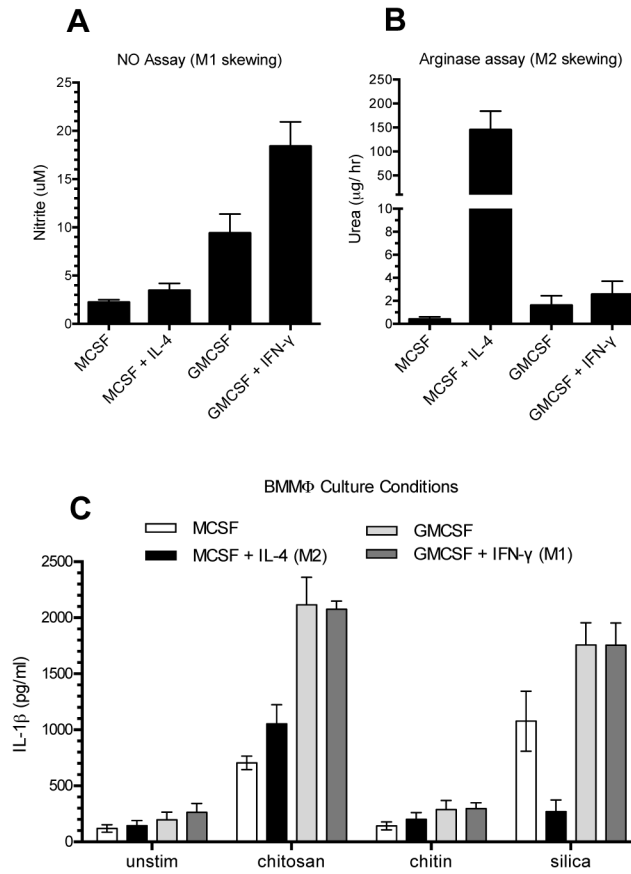 A
NO Assay (M1 skewing)
25
20
15
10
5
0
Nitrite (uM)
MCSF
MCSF + IL-4
GMCSF
GMCSF + IFN-γ
B
Arginase assay (M2 skewing)
250
200
150
100
50
10
8
6
4
2
0
Urea (µg/ hr)
MCSF
MCSF + IL-4
GMCSF
GMCSF + IFN-γ
C
BMMΦ Culture Conditions
MCSF
GMCSF
MCSF + IL-4 (M2)
GMCSF + IFN-γ (M1)
2500
2000
1500
1000
500
0
IL-1β (pg/ml)
unstim chitosan chitin silica